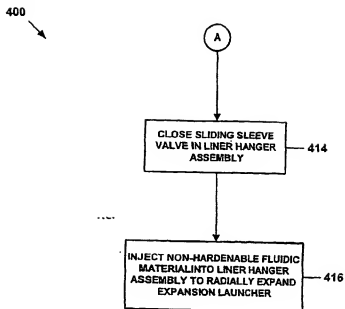 400
A
CLOSE SLIDING SLEEVE
VALVE IN LINER HANGER
ASSEMBLY
414
INJECT NON-HARDENABLE FLUIDIC
MATERIALINTO LINER HANGER
ASSEMBLY TO RADIALLY EXPAND
EXPANSION LAUNCHER
416